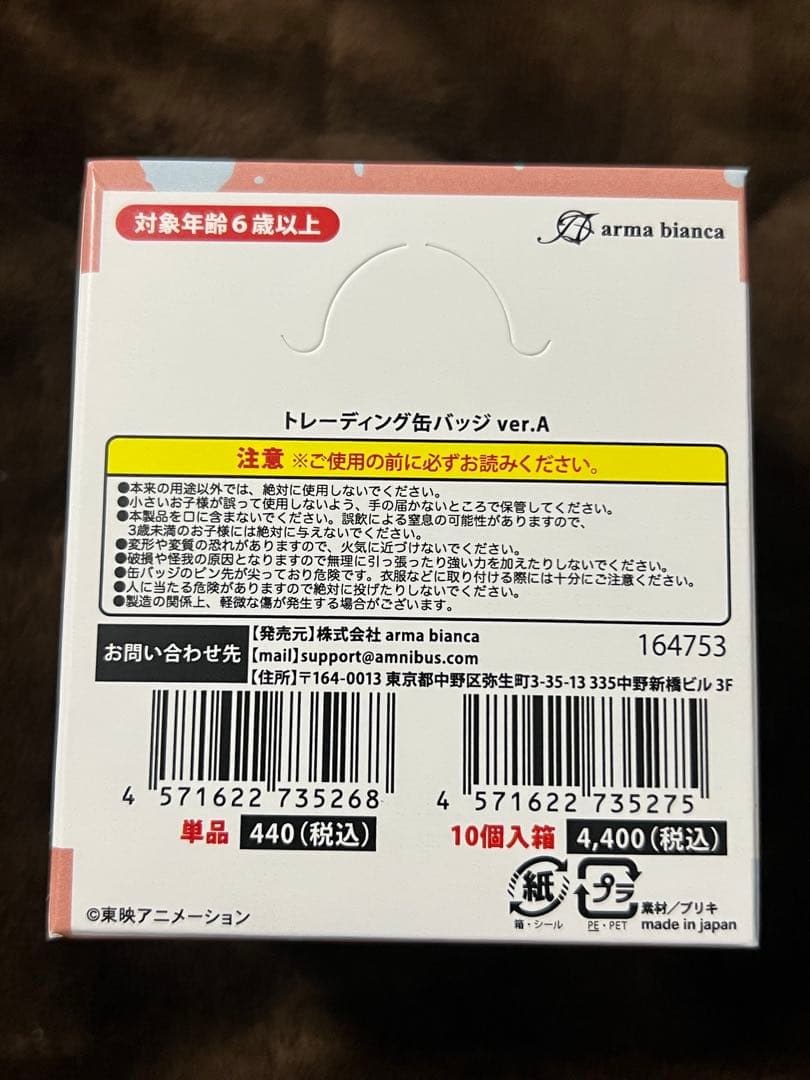 対象年齢6歳以上
arma bianca
トレーディング缶バッジ ver.A
注意 ※ご使用の前に必ずお読みください。
●本来の用途以外では、絶対に使用しないでください。
●小さいお子様が誤って使用しないよう、手の届かないところで保管してください。
●本製品を口に含まないでください。誤飲による窒息の可能性がありますので、
3歳未満のお子様には絶対に与えないでください。
●変形や変質の恐れがありますので、火気に近づけないでください。
●破損や怪我の原因となりますので無理に引っ張ったり強い力を加えたりしないでください。
●缶バッジのピン先が尖っており危険です。衣服などに取り付ける際には十分にご注意ください。
●人に当たる危険がありますので絶対に投げたりしないでください。
●製造の関係上、軽微な傷が発生する場合がございます。
お問い合わせ先
【発売元】株式会社 arma bianca
164753
【mail】support@amnibus.com
【住所】〒164-0013 東京都中野区弥生町3-35-13 335中野新橋ビル 3F
4 571622 735268
4 571622 735275
単品 440(税込)
10個入箱 4,400(税込)
紙
プラ
箱・シール
PE・PET
素材/ブリキ
made in japan
©東映アニメーション